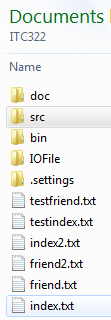 Documents
ITC322
Name
doc
src
bin
IOFile
.settings
testfriend.txt
testindex.txt
index2.txt
friend2.txt
friend.txt
index.txt